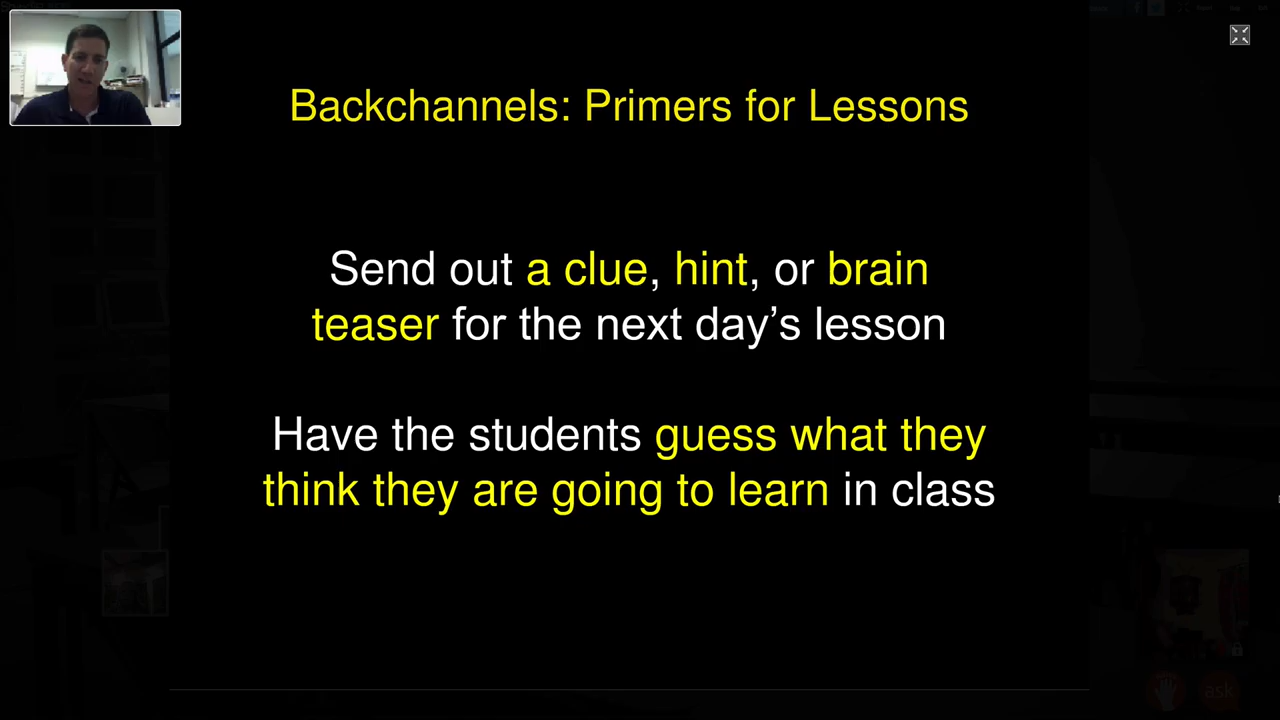 Backchannels: Primers for Lessons
Send out a clue, hint, or brain
teaser for the next day’s lesson
Have the students guess what they
think they are going to learn in class
ask